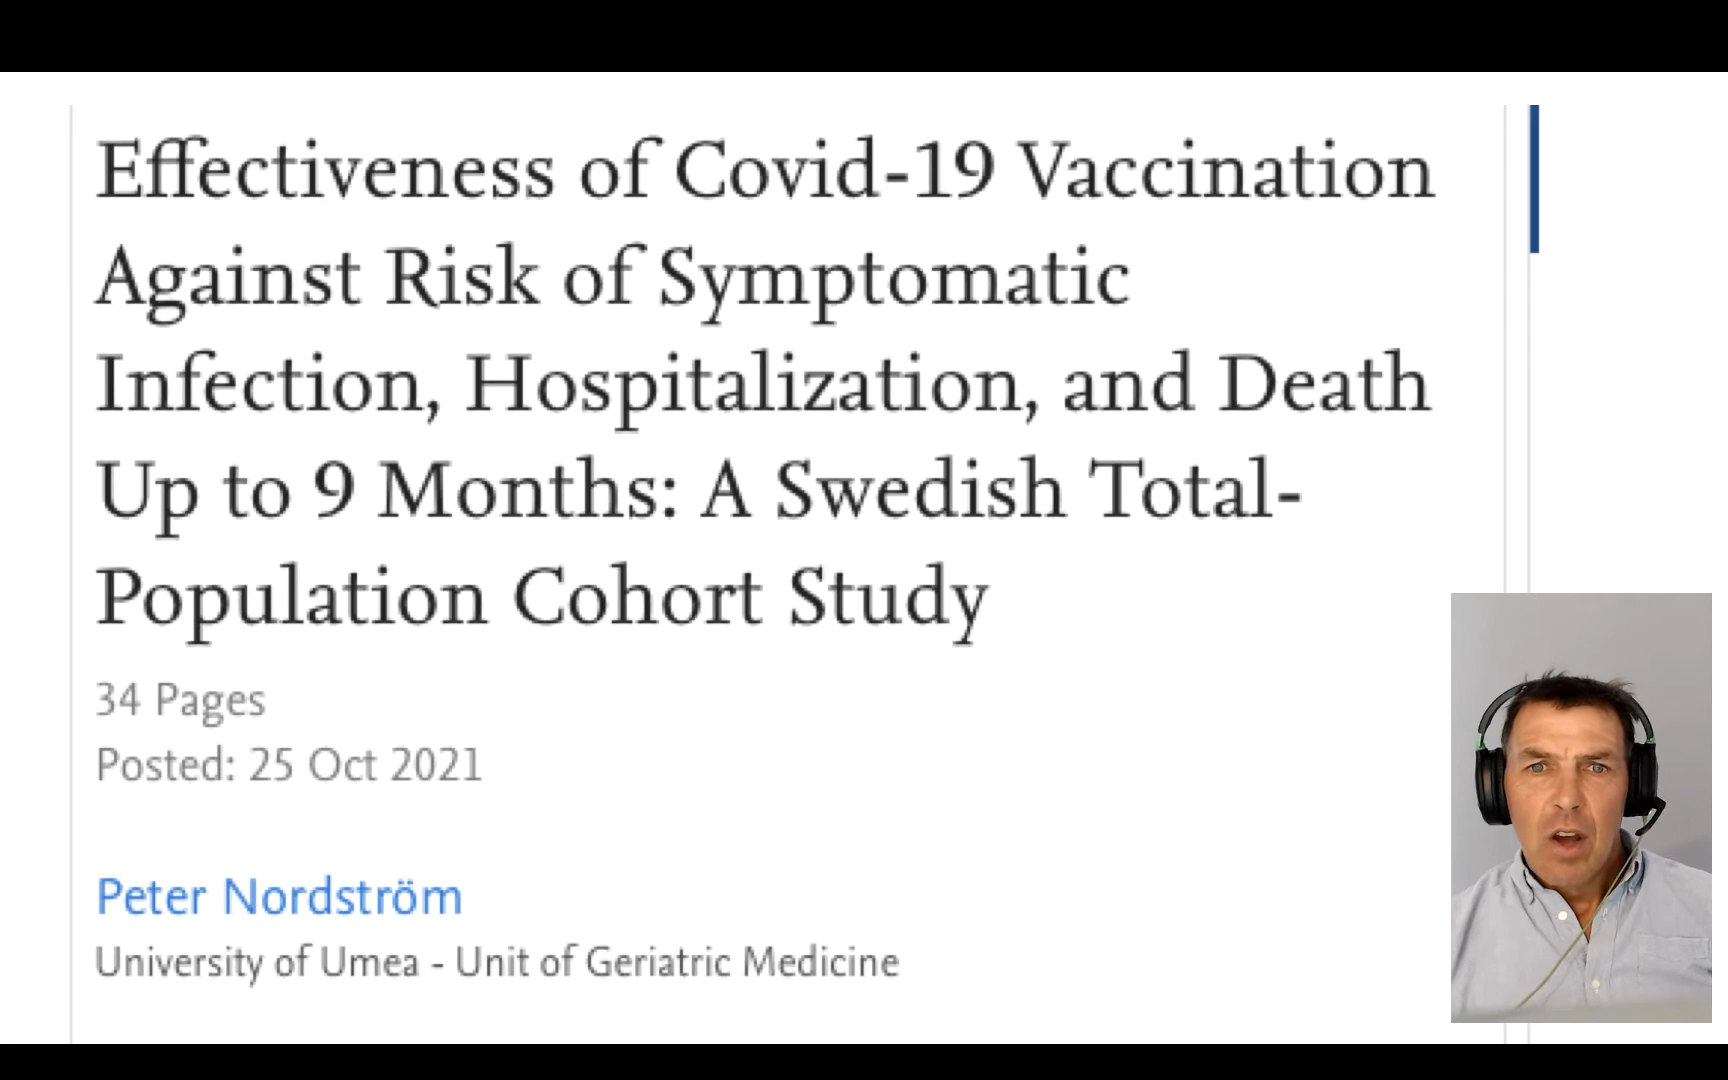 Effectiveness of Covid-19 Vaccination
Against Risk of Symptomatic
Infection, Hospitalization, and Death
Up to 9 Months: A Swedish Total-
Population Cohort Study
34 Pages
Posted: 25 Oct 2021
Peter Nordström
University of Umea - Unit of Geriatric Medicine